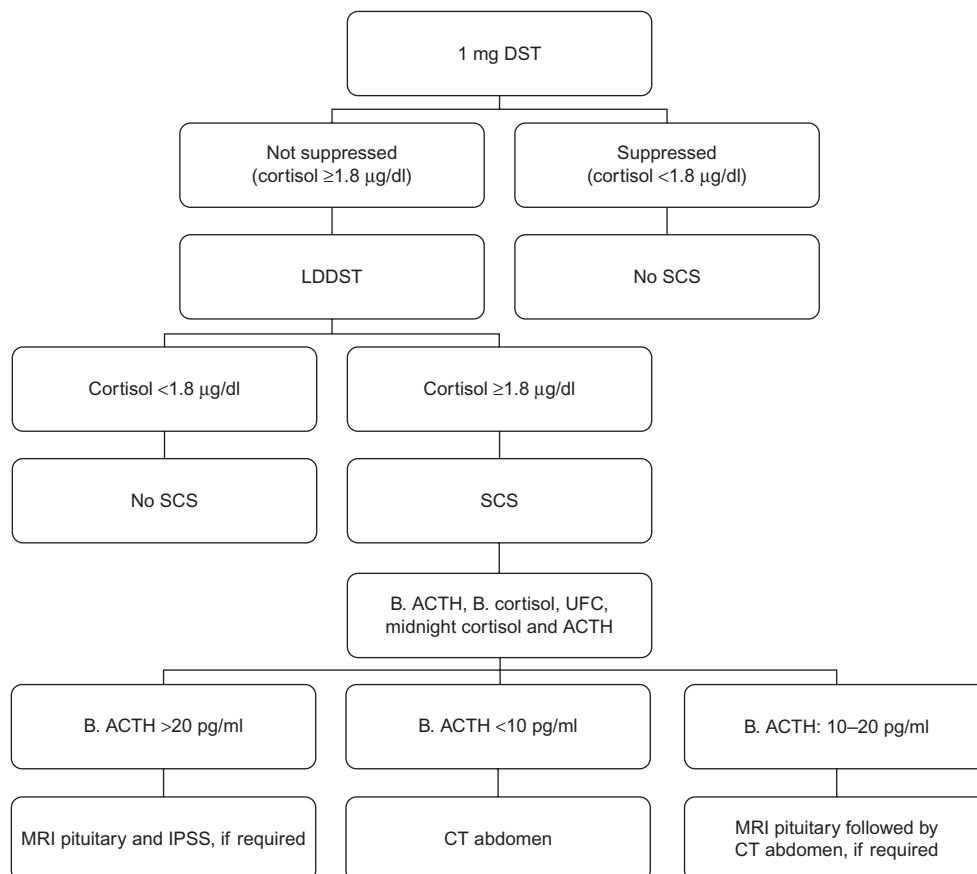 1 mg DST
Not suppressed
(cortisol ≥1.8 µg/dl)
Suppressed
(cortisol <1.8 µg/dl)
LDDST
No SCS
Cortisol <1.8 µg/dl
Cortisol ≥1.8 µg/dl
No SCS
SCS
B. ACTH, B. cortisol, UFC,
midnight cortisol and ACTH
B. ACTH >20 pg/ml
B. ACTH <10 pg/ml
B. ACTH: 10–20 pg/ml
MRI pituitary and IPSS, if required
CT abdomen
MRI pituitary followed by
CT abdomen, if required